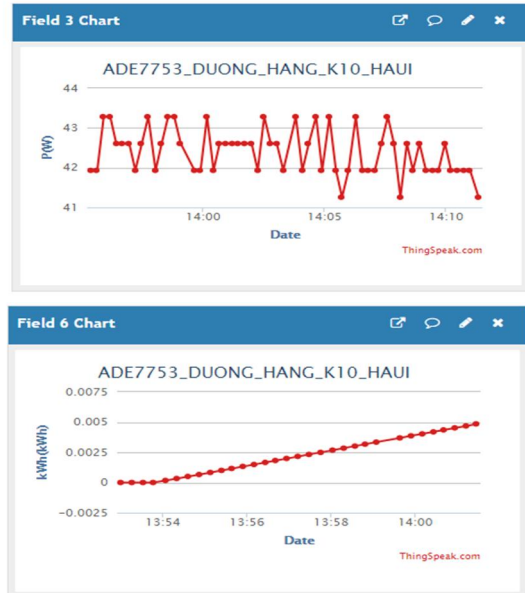 Field 3 Chart
ADE7753_DUONG_HANG_K10_HAUI
44
43
42
41
P(W)
14:00 14:05 14:10
Date
ThingSpeak.com
Field 6 Chart
ADE7753_DUONG_HANG_K10_HAUI
0.0075
0.005
0.0025
0
-0.0025
kWh(kWh)
13:54 13:56 13:58 14:00
Date
ThingSpeak.com